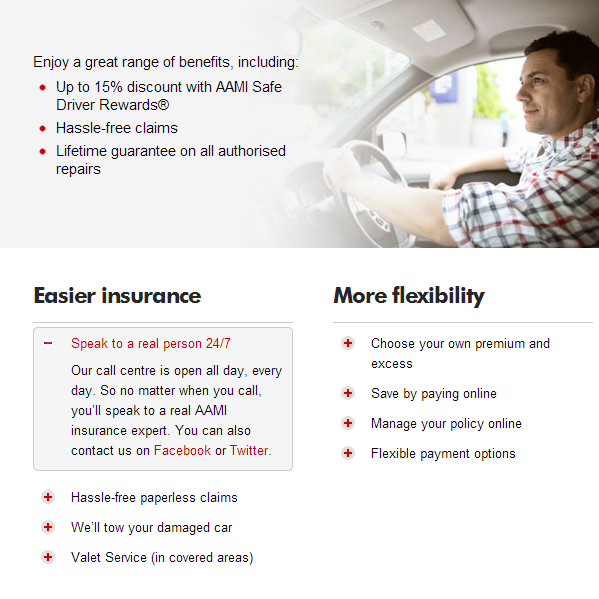 Enjoy a great range of benefits, including:
Up to 15% discount with AAMI Safe
Driver Rewards®
Hassle-free claims
Lifetime guarantee on all authorised
repairs
Easier insurance
Speak to a real person 24/7
Our call centre is open all day, every
day. So no matter when you call,
you'll speak to a real AAMI
insurance expert. You can also
contact us on Facebook or Twitter.
Hassle-free paperless claims
We'll tow your damaged car
Valet Service (in covered areas)
More flexibility
Choose your own premium and
excess
Save by paying online
Manage your policy online
Flexible payment options